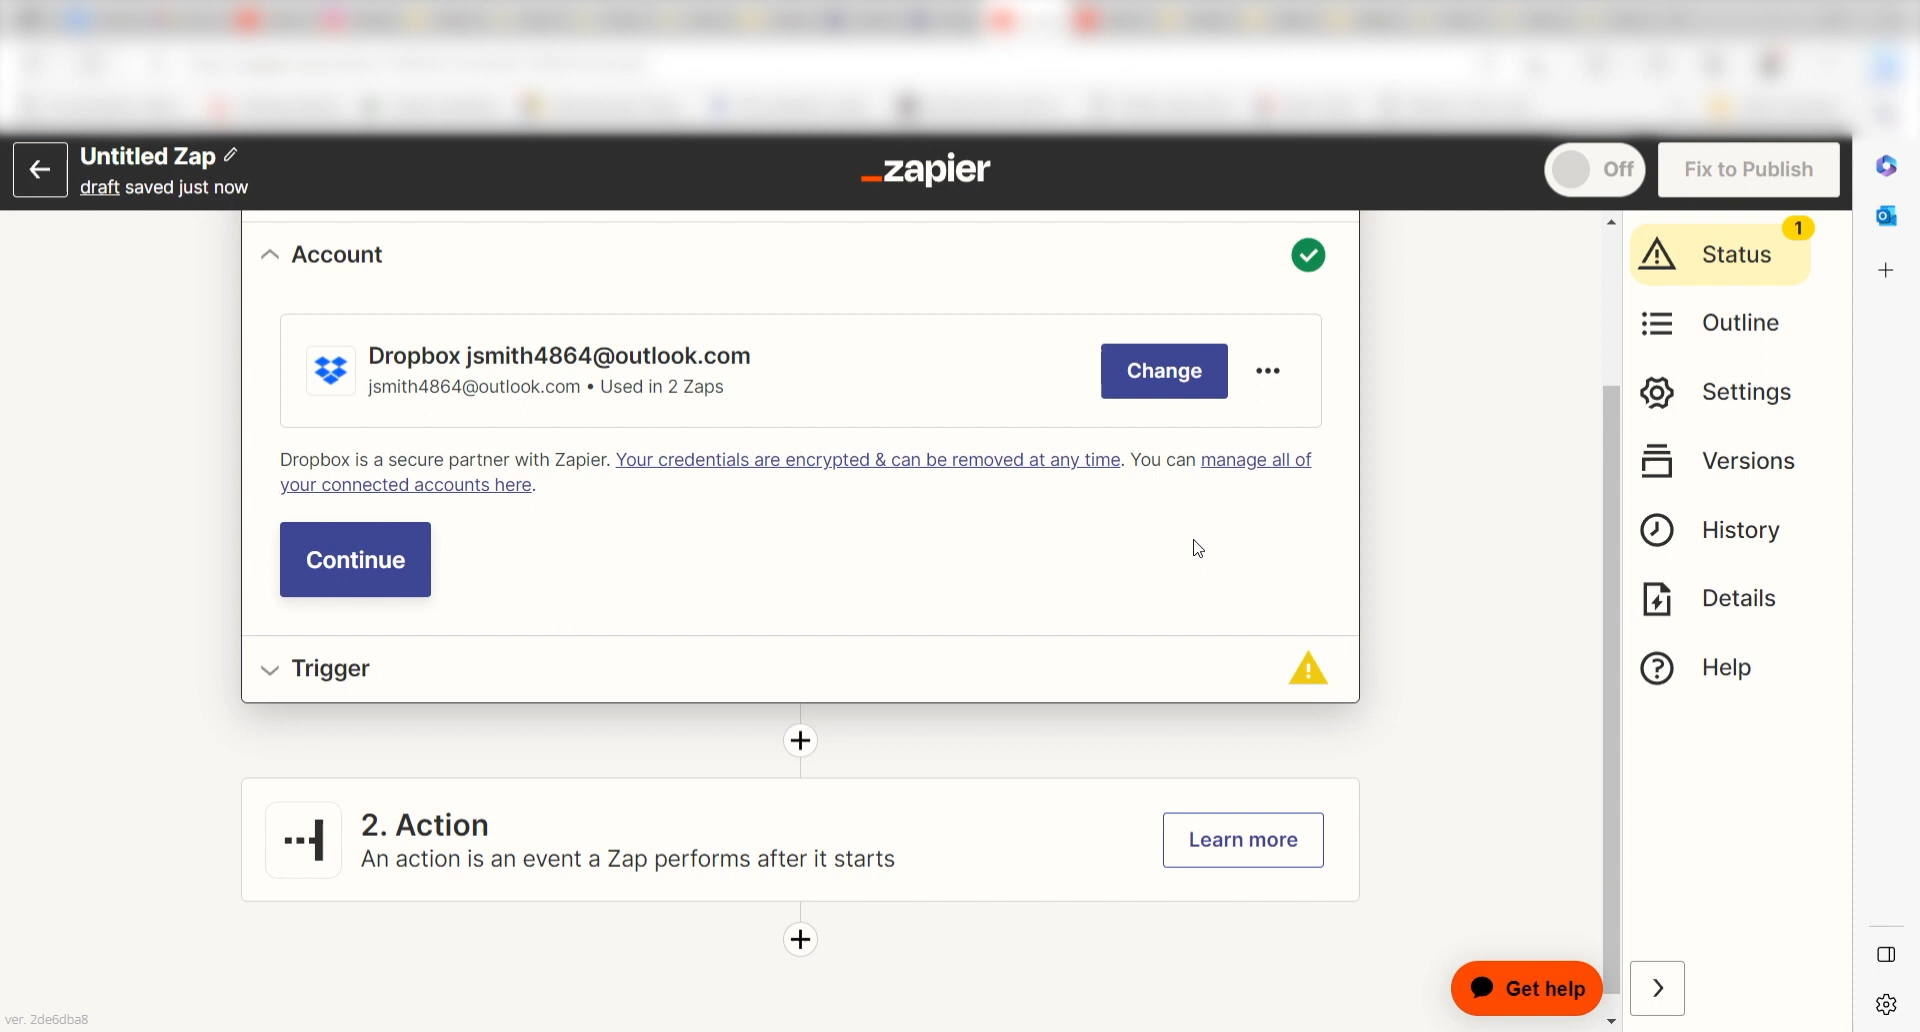 Untitled Zap
draft saved just now
zapier
Off
Fix to Publish
1
Status
Account
Outline
Dropbox jsmith4864@outlook.com
jsmith4864@outlook.com • Used in 2 Zaps
Change
Settings
Dropbox is a secure partner with Zapier. Your credentials are encrypted & can be removed at any time. You can manage all of
your connected accounts here.
Versions
Continue
History
Details
Trigger
Help
2. Action
An action is an event a Zap performs after it starts
Learn more
Get help
ver. 2de6dba8